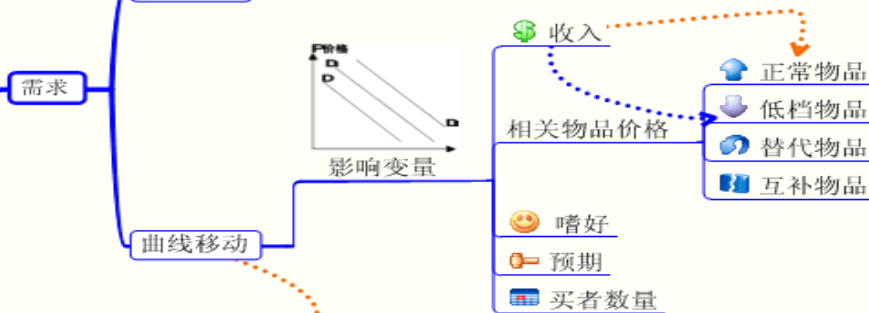 需求
曲线移动
P价格
D
D
D
影响变量
收入
相关物品价格
嗜好
预期
买者数量
正常物品
低档物品
替代物品
互补物品